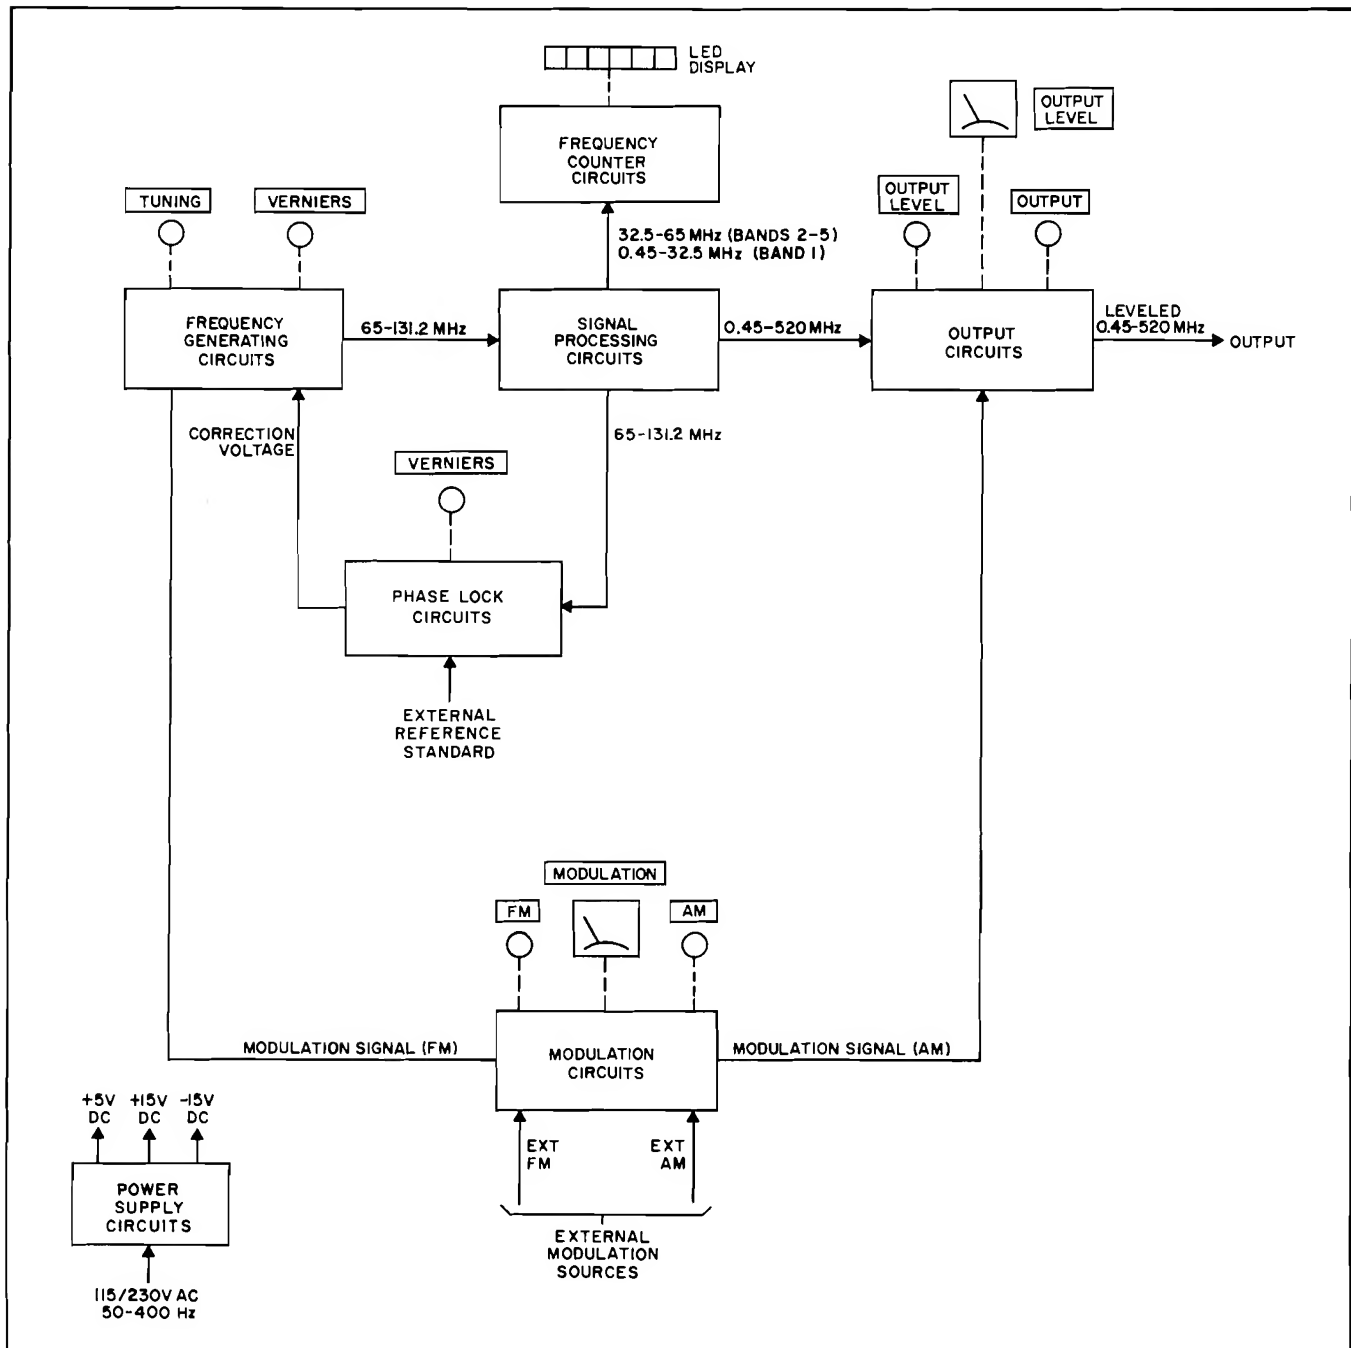 LED
DISPLAY
FREQUENCY
COUNTER
CIRCUITS
OUTPUT
LEVEL
TUNING
VERNIERS
OUTPUT
LEVEL
OUTPUT
32.5-65 MHz (BANDS 2-5)
0.45-32.5 MHz (BAND 1)
FREQUENCY
GENERATING
CIRCUITS
65-131.2 MHz
SIGNAL
PROCESSING
CIRCUITS
0.45-520 MHz
OUTPUT
CIRCUITS
LEVELED
0.45-520 MHz
OUTPUT
CORRECTION
VOLTAGE
65-131.2 MHz
VERNIERS
PHASE LOCK
CIRCUITS
EXTERNAL
REFERENCE
STANDARD
MODULATION
FM
AM
MODULATION SIGNAL (FM)
MODULATION
CIRCUITS
MODULATION SIGNAL (AM)
EXT
FM
EXT
AM
EXTERNAL
MODULATION
SOURCES
+5V
DC
+15V
DC
-15V
DC
POWER
SUPPLY
CIRCUITS
115/230V AC
50-400 Hz